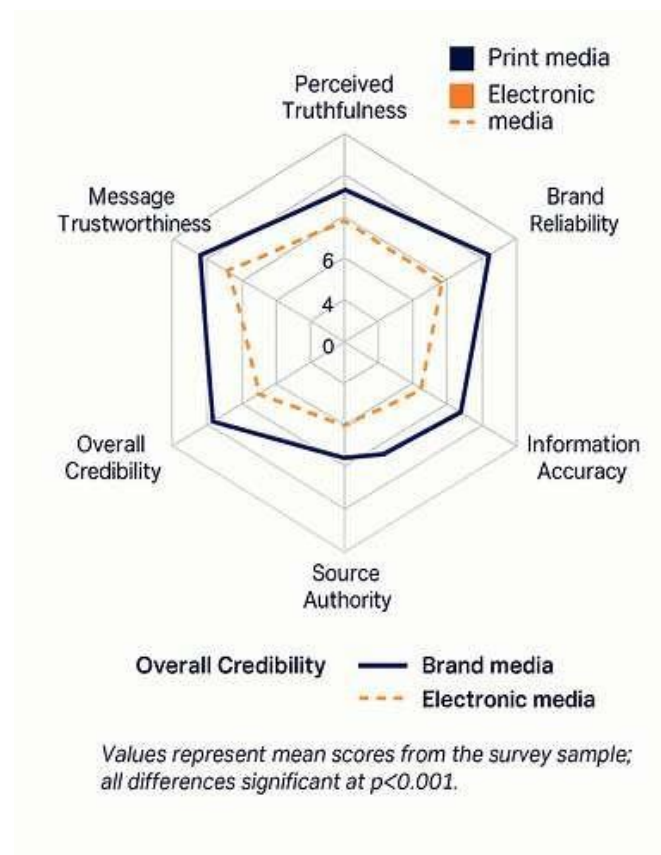 Print media
Electronic
media
Perceived
Truthfulness
Message
Trustworthiness
Brand
Reliability
6
4
0
Overall
Credibility
Information
Accuracy
Source
Authority
Overall Credibility
Brand media
Electronic media
Values represent mean scores from the survey sample;
all differences significant at p<0.001.